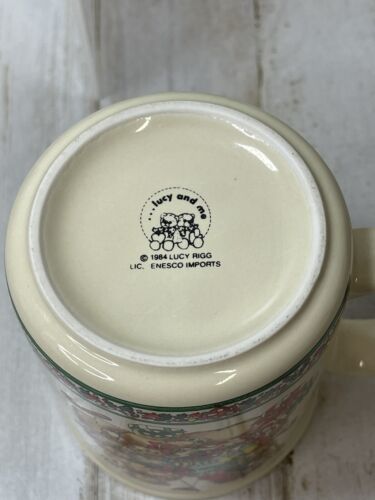 ...lucy and me
© 1984 LUCY RIGG
LIC. ENESCO IMPORTS